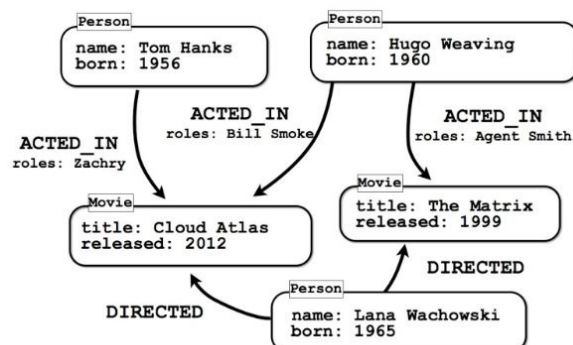 Person
name: Tom Hanks
born: 1956
Person
name: Hugo Weaving
born: 1960
ACTED_IN
roles: Zachry
ACTED_IN
roles: Bill Smoke
ACTED_IN
roles: Agent Smith
Movie
title: Cloud Atlas
released: 2012
Movie
title: The Matrix
released: 1999
DIRECTED
DIRECTED
Person
name: Lana Wachowski
born: 1965